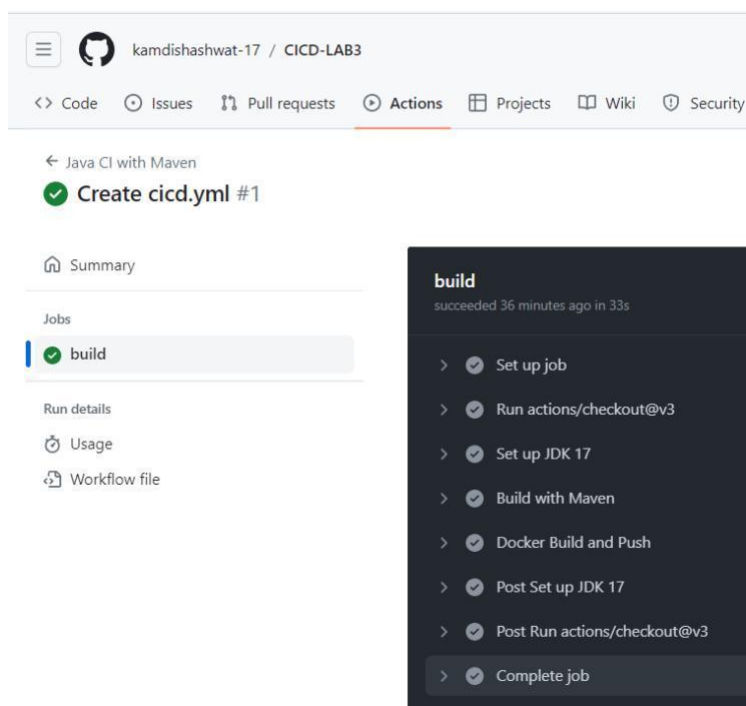 kamdishashwat-17 / CICD-LAB3
<> Code Issues Pull requests Actions Projects Wiki Security
← Java CI with Maven
Create cicd.yml #1
Summary
Jobs
build
Run details
Usage
Workflow file
build
succeeded 36 minutes ago in 33s
Set up job
Run actions/checkout@v3
Set up JDK 17
Build with Maven
Docker Build and Push
Post Set up JDK 17
Post Run actions/checkout@v3
Complete job